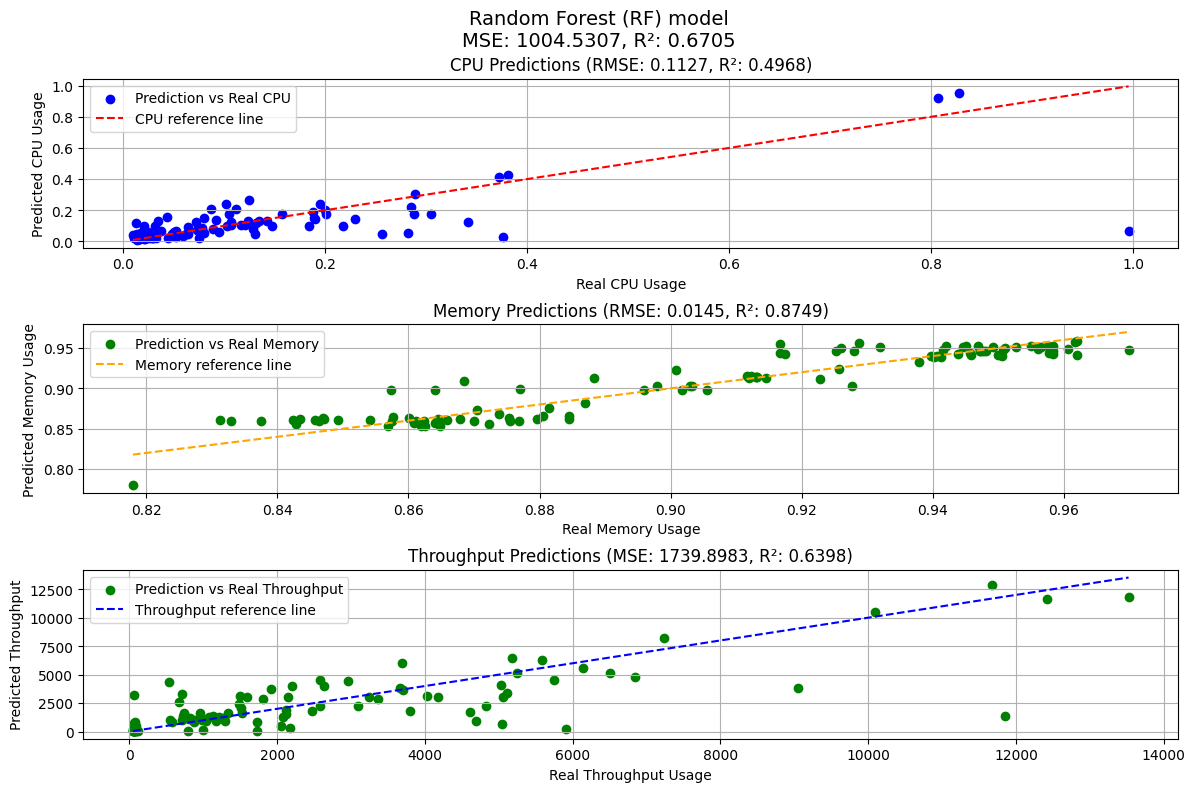 Random Forest (RF) model
MSE: 1004.5307, R²: 0.6705
CPU Predictions (RMSE: 0.1127, R²: 0.4968)
Predicted CPU Usage
1.0
0.8
0.6
0.4
0.2
0.0
Prediction vs Real CPU
CPU reference line
0.0 0.2 0.4 0.6 0.8 1.0
Real CPU Usage
Memory Predictions (RMSE: 0.0145, R²: 0.8749)
Predicted Memory Usage
0.95
0.90
0.85
0.80
Prediction vs Real Memory
Memory reference line
0.82 0.84 0.86 0.88 0.90 0.92 0.94 0.96
Real Memory Usage
Throughput Predictions (MSE: 1739.8983, R²: 0.6398)
Predicted Throughput
12500
10000
7500
5000
2500
0
Prediction vs Real Throughput
Throughput reference line
0 2000 4000 6000 8000 10000 12000 14000
Real Throughput Usage